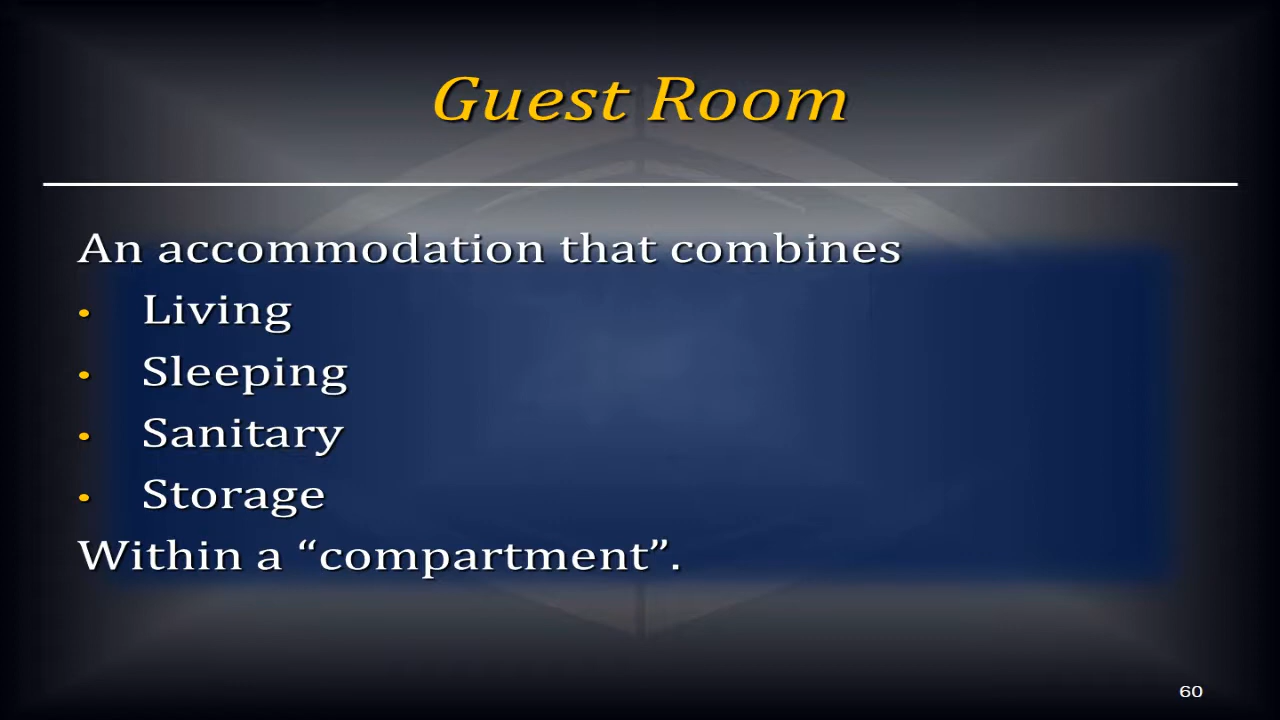 Guest Room
An accommodation that combines
• Living
• Sleeping
• Sanitary
• Storage
Within a “compartment”.
60